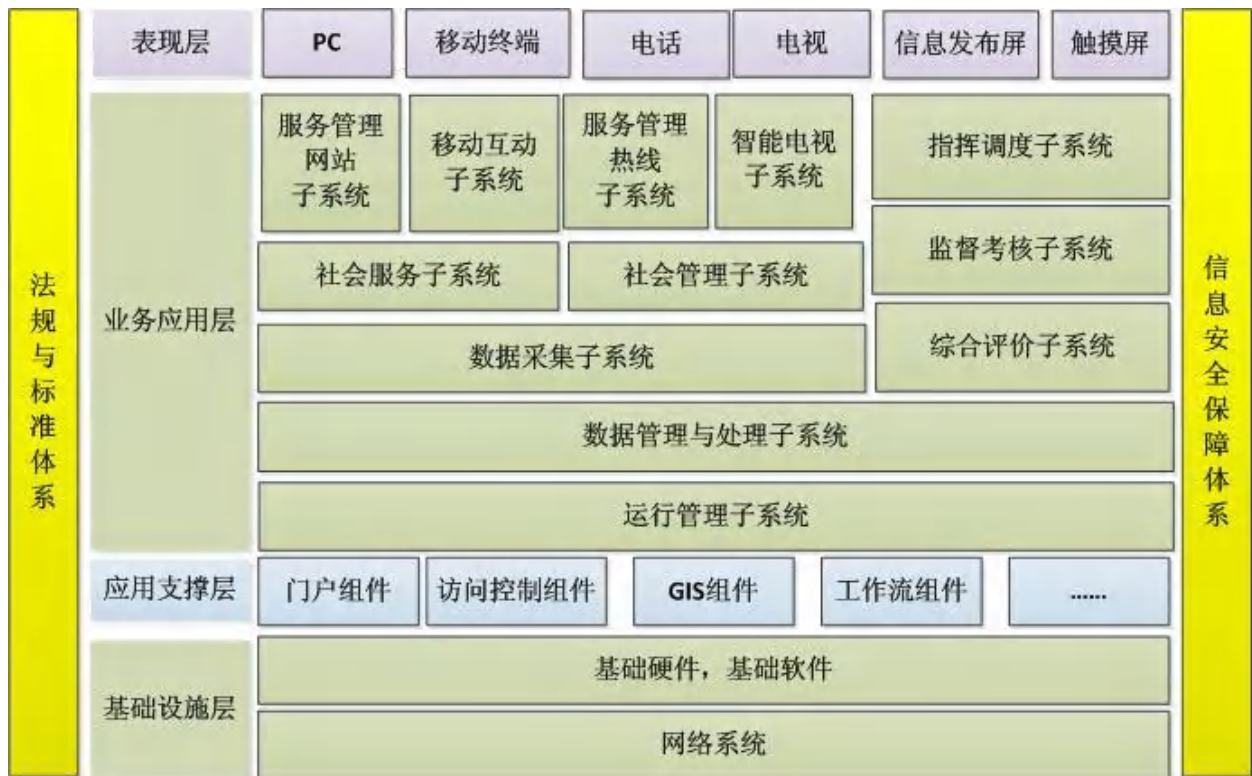 法规与标准体系
表现层
PC
移动终端
电话
电视
信息发布屏
触摸屏
业务应用层
服务管理
网站
子系统
移动互动
子系统
服务管理
热线
子系统
智能电视
子系统
指挥调度子系统
监督考核子系统
综合评价子系统
社会服务子系统
社会管理子系统
数据采集子系统
数据管理与处理子系统
运行管理子系统
应用支撑层
门户组件
访问控制组件
GIS组件
工作流组件
......
基础设施层
基础硬件，基础软件
网络系统
信息安全保障体系